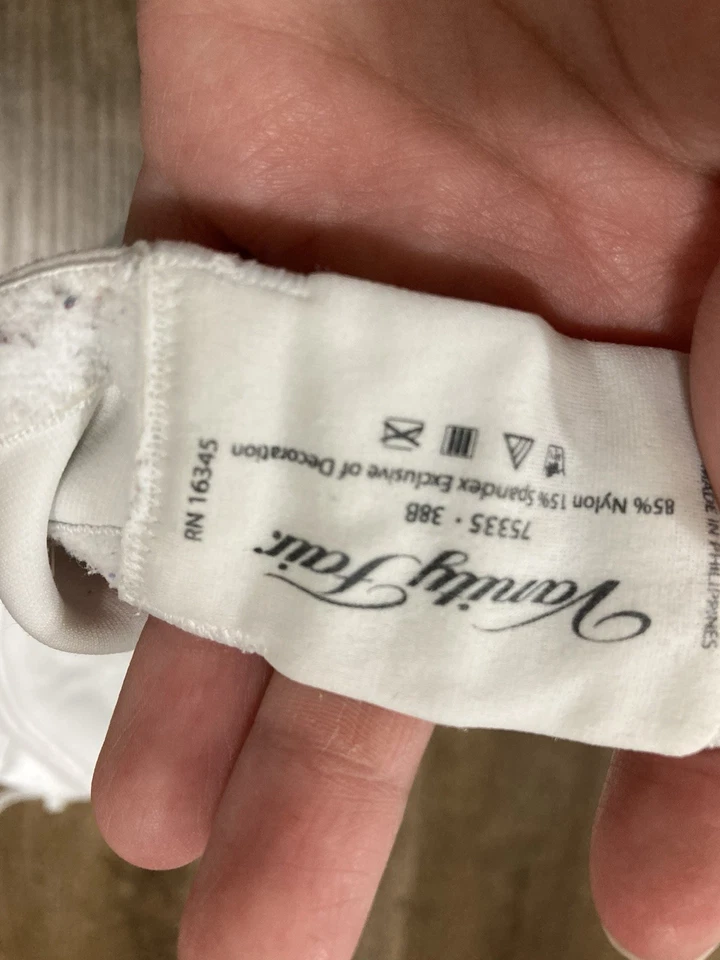 Vanity Fair.
75335 • 38B
85% Nylon 15% Spandex Exclusive of Decoration
RN 16345
MADE IN PHILIPPINES